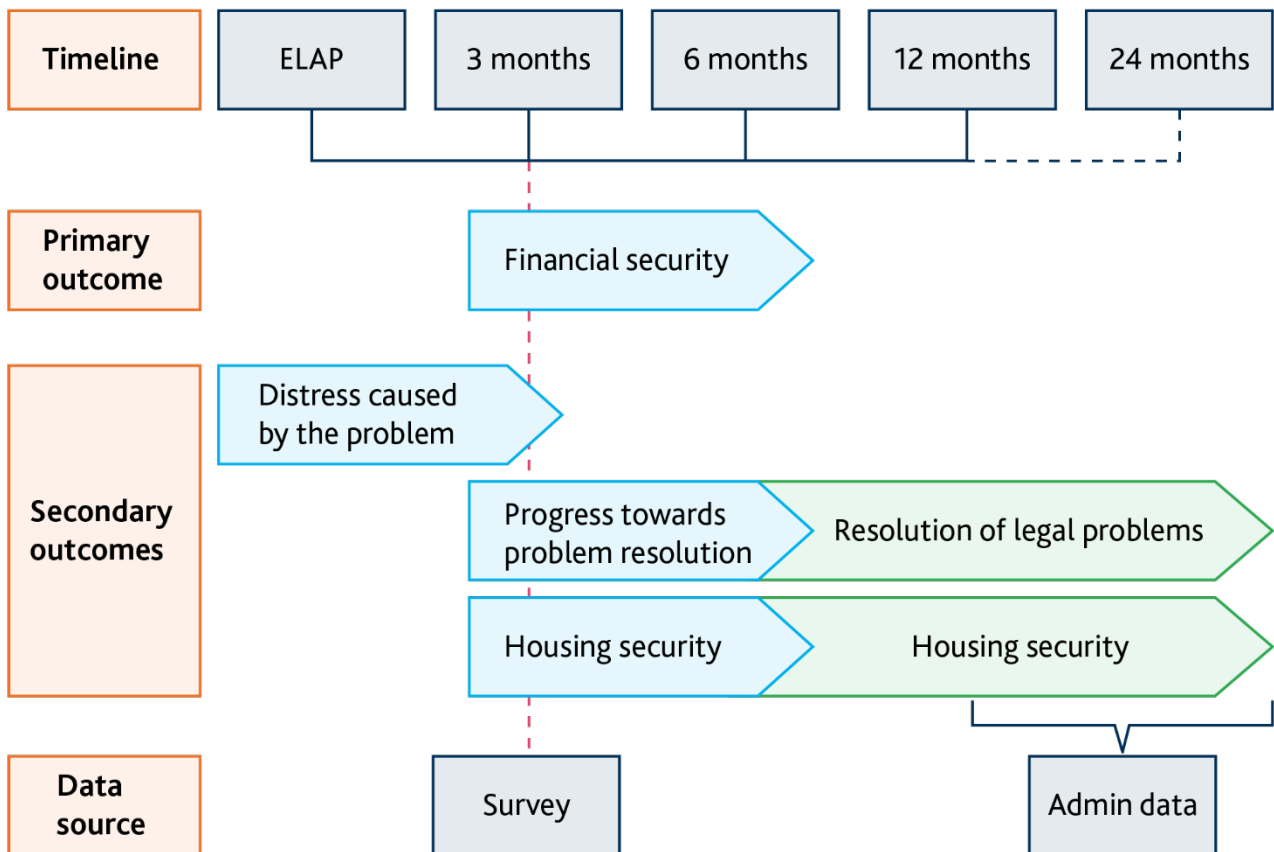 Timeline
ELAP
3 months
6 months
12 months
24 months
Primary
outcome
Financial security
Secondary
outcomes
Distress caused
by the problem
Progress towards
problem resolution
Resolution of legal problems
Housing security
Housing security
Data
source
Survey
Admin data